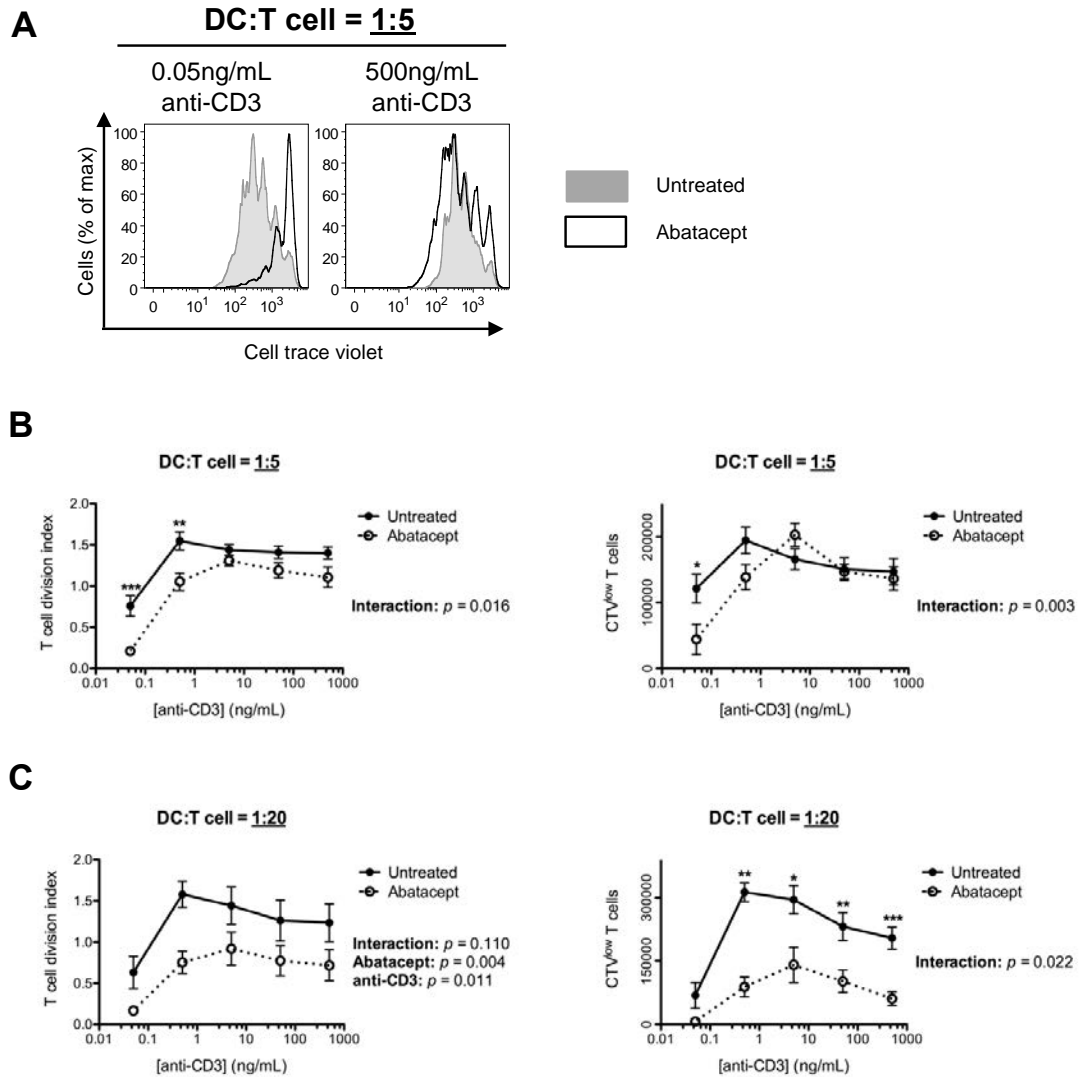 A
DC:T cell = 1:5
0.05ng/mL
anti-CD3
500ng/mL
anti-CD3
Cells (% of max)
100
80
60
40
20
0
0 10¹ 10² 10³
100
80
60
40
20
0
0 10¹ 10² 10³
Cell trace violet
Untreated
Abatacept
B
DC:T cell = 1:5
T cell division index
2.0
1.5
1.0
0.5
0.0
***
**
0.01 0.1 1 10 100 1000
[anti-CD3] (ng/mL)
Untreated
Abatacept
Interaction: p = 0.016
DC:T cell = 1:5
CTVlow T cells
200000
100000
0
*
0.01 0.1 1 10 100 1000
[anti-CD3] (ng/mL)
Untreated
Abatacept
Interaction: p = 0.003
C
DC:T cell = 1:20
T cell division index
2.0
1.5
1.0
0.5
0.0
0.01 0.1 1 10 100 1000
[anti-CD3] (ng/mL)
Untreated
Abatacept
Interaction: p = 0.110
Abatacept: p = 0.004
anti-CD3: p = 0.011
DC:T cell = 1:20
CTVlow T cells
300000
150000
0
**
*
**
***
0.01 0.1 1 10 100 1000
[anti-CD3] (ng/mL)
Untreated
Abatacept
Interaction: p = 0.022